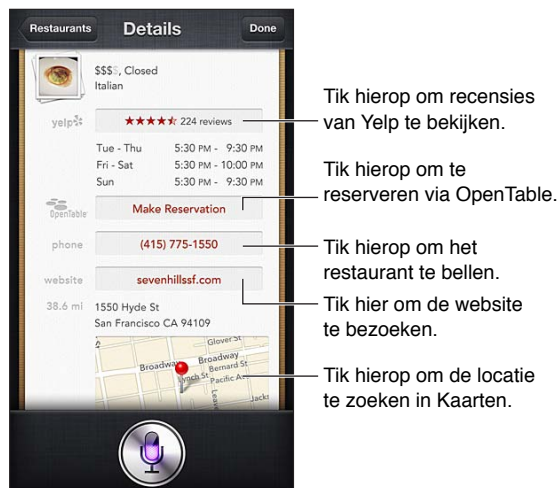 Restaurants
Details
Done
$$$$, Closed
Italian
yelp
224 reviews
Tue - Thu 5:30 PM - 9:30 PM
Fri - Sat 5:30 PM - 10:00 PM
Sun 5:30 PM - 9:30 PM
OpenTable
Make Reservation
phone
(415) 775-1550
website
sevenhillssf.com
38.6 mi
1550 Hyde St
San Francisco CA 94109
Glover St
Broadway
Broadway
Bernard St
Lynch St
Pacific A
Leave
Jacks
Tik hierop om recensies
van Yelp te bekijken.
Tik hierop om te
reserveren via OpenTable.
Tik hierop om het
restaurant te bellen.
Tik hier om de website
te bezoeken.
Tik hierop om de locatie
te zoeken in Kaarten.